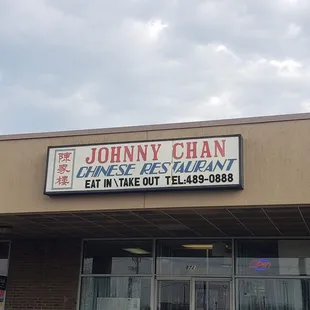 陳家樓
JOHNNY CHAN
CHINESE RESTAURANT
EAT IN \ TAKE OUT TEL:489-0888